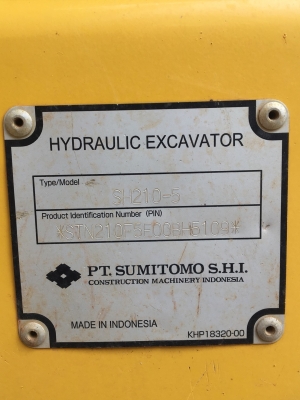 HYDRAULIC EXCAVATOR
Type/Model
SH210-5
Product Identification Number (PIN)
PT. SUMITOMO S.H.I.
CONSTRUCTION MACHINERY INDONESIA
MADE IN INDONESIA
KHP18320-00